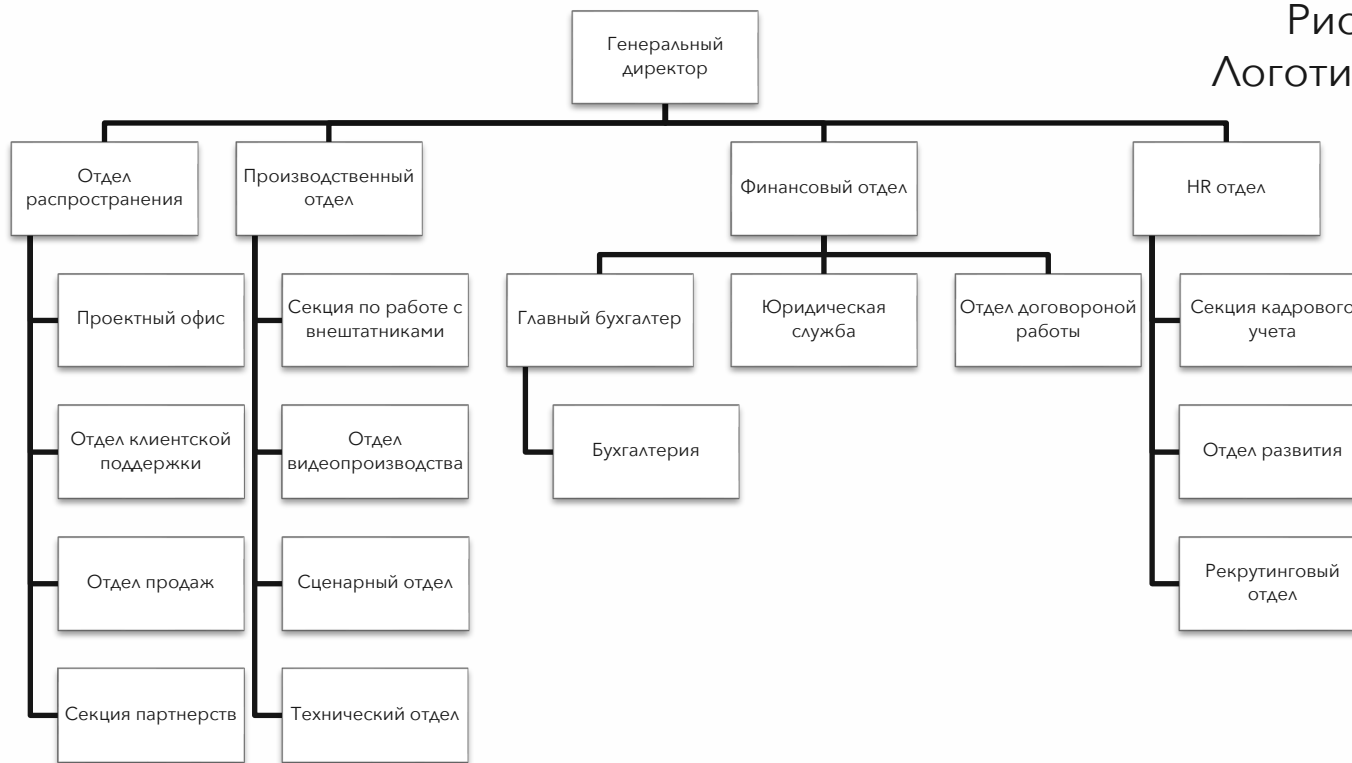 Рис
Логоти
Генеральный
директор
Отдел
распространения
Производственный
отдел
Финансовый отдел
HR отдел
Проектный офис
Секция по работе с
внештатниками
Главный бухгалтер
Юридическая
служба
Отдел договороной
работы
Секция кадрового
учета
Отдел клиентской
поддержки
Отдел
видеопроизводства
Бухгалтерия
Отдел развития
Отдел продаж
Сценарный отдел
Рекрутинговый
отдел
Секция партнерств
Технический отдел